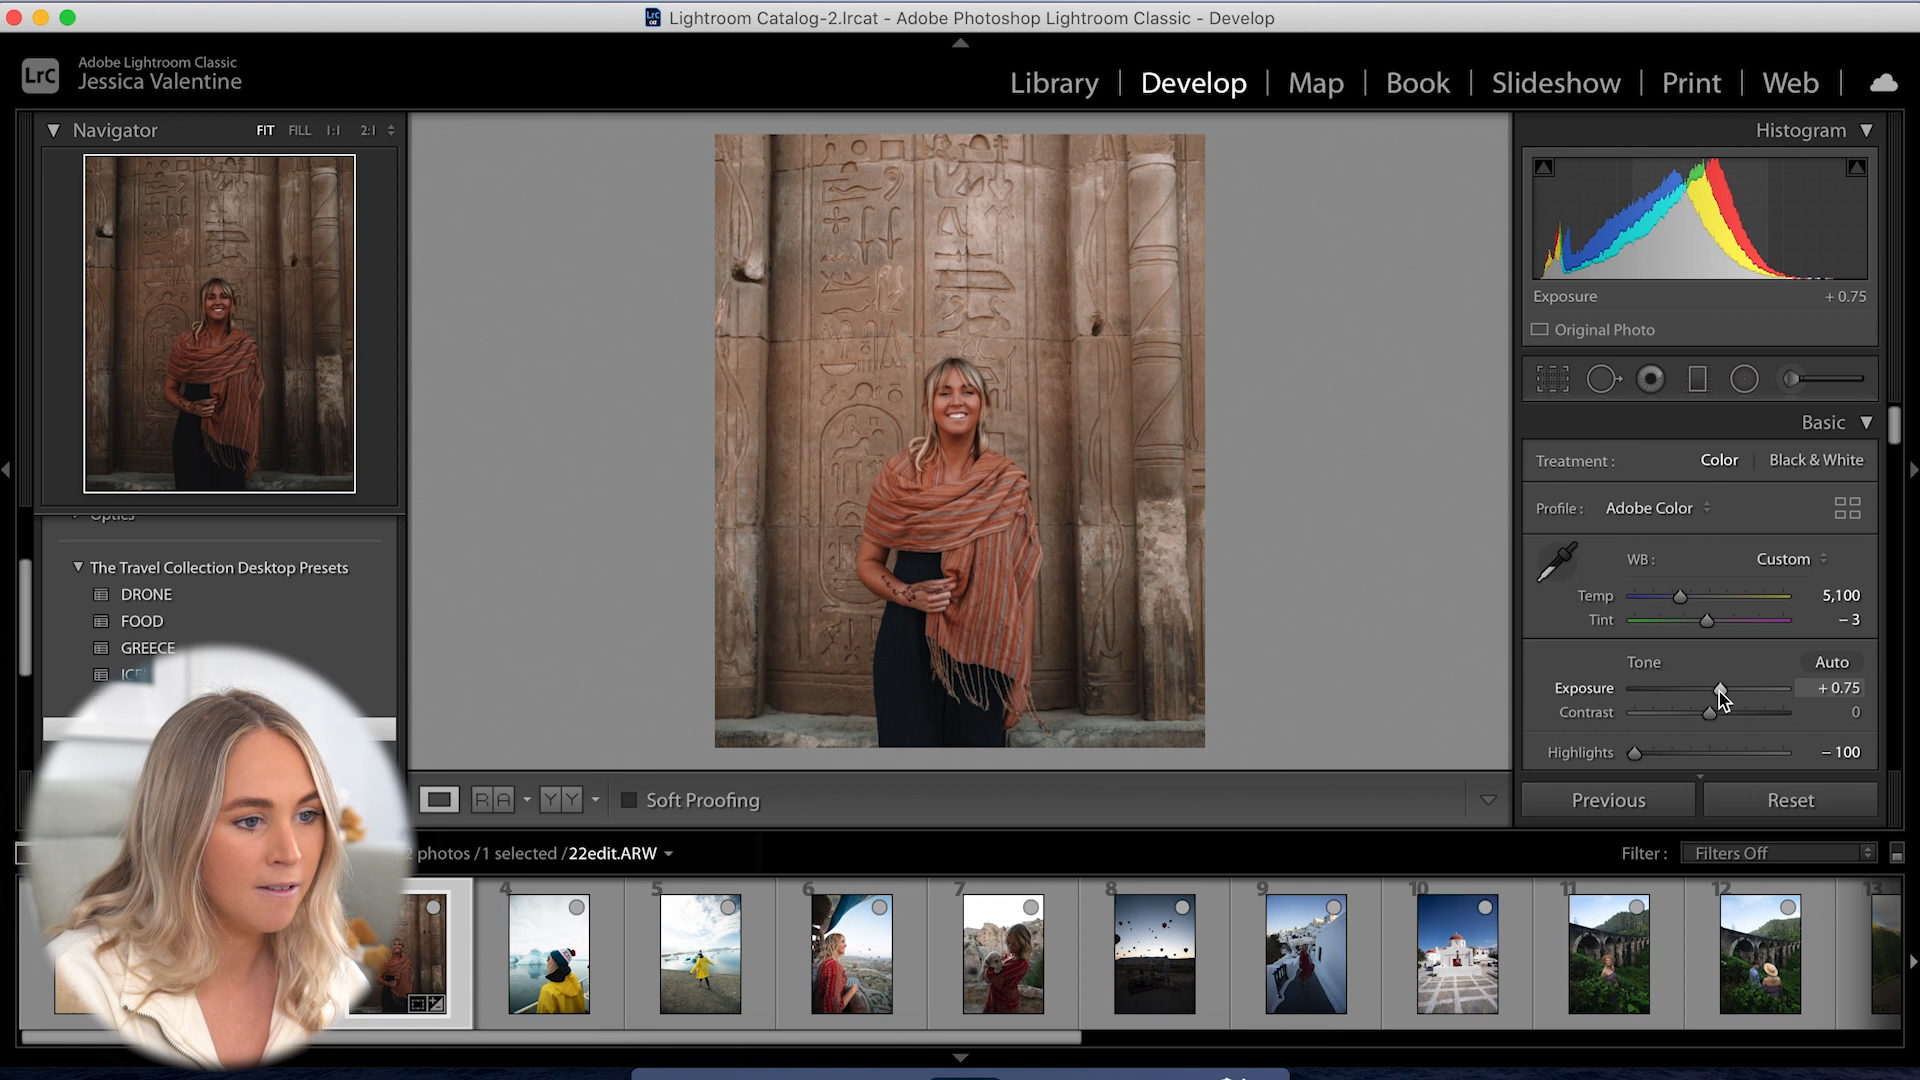 Lightroom Catalog-2.lrcat - Adobe Photoshop Lightroom Classic - Develop
LrC
Adobe Lightroom Classic
Jessica Valentine
Library | Develop | Map | Book | Slideshow | Print | Web |
Navigator FIT FILL 1:1 2:1
Histogram
Exposure + 0.75
Original Photo
Basic
Treatment : Color Black & White
Profile : Adobe Color
WB : Custom
Temp 5,100
Tint – 3
Tone Auto
Exposure + 0.75
Contrast 0
Highlights – 100
Previous Reset
Optics
The Travel Collection Desktop Presets
DRONE
FOOD
GREECE
RA YY Soft Proofing
photos /1 selected /22edit.ARW
Filter : Filters Off
4 5 6 7 8 9 10 11 12 13